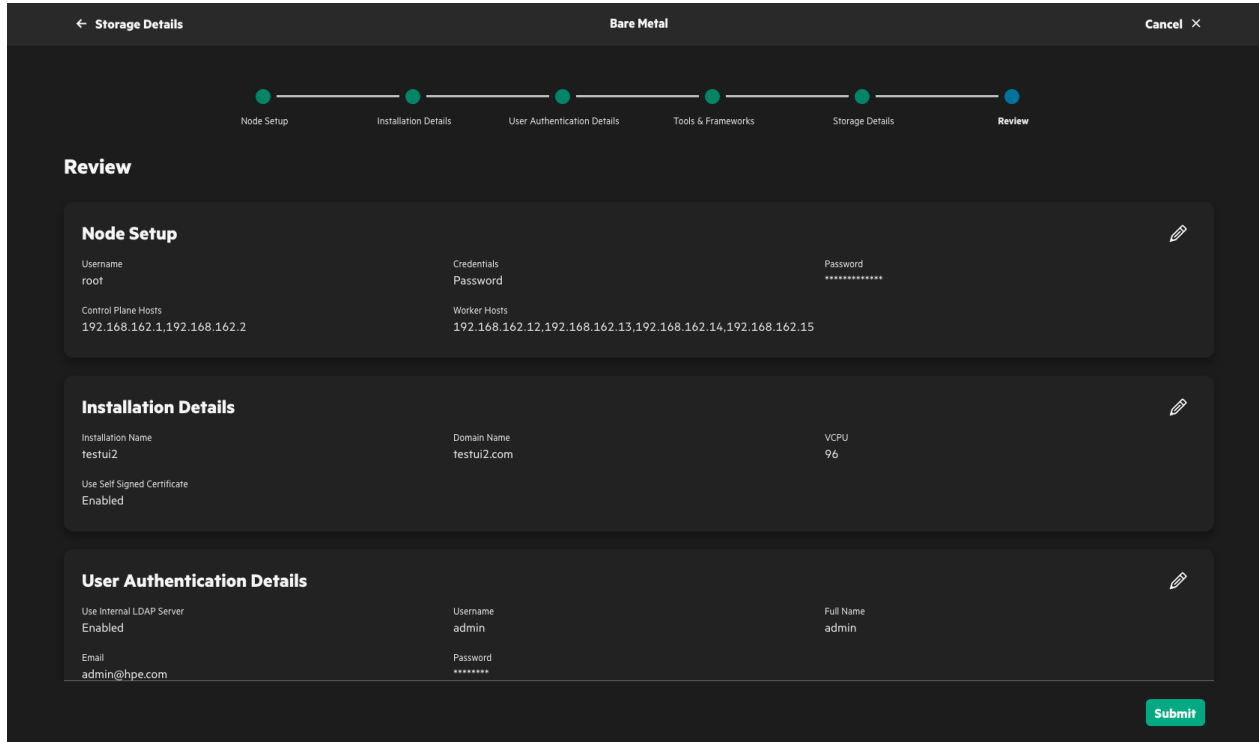 ← Storage Details Bare Metal Cancel ×
Node Setup Installation Details User Authentication Details Tools & Frameworks Storage Details Review
Review
Node Setup
Username Credentials Password
root Password *************
Control Plane Hosts Worker Hosts
192.168.162.1,192.168.162.2 192.168.162.12,192.168.162.13,192.168.162.14,192.168.162.15
Installation Details
Installation Name Domain Name VCPU
testui2 testui2.com 96
Use Self Signed Certificate
Enabled
User Authentication Details
Use Internal LDAP Server Username Full Name
Enabled admin admin
Email Password
admin@hpe.com ********
Submit